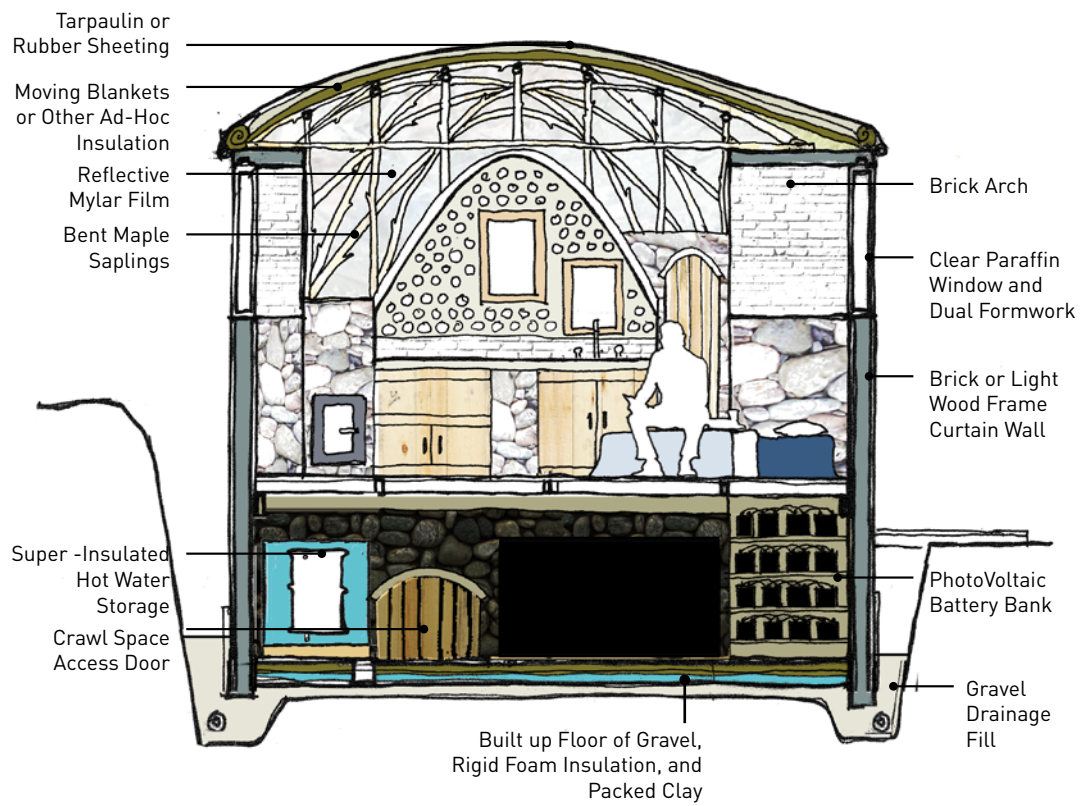 Tarpaulin or
Rubber Sheeting
Moving Blankets
or Other Ad-Hoc
Insulation
Reflective
Mylar Film
Bent Maple
Saplings
Super -Insulated
Hot Water
Storage
Crawl Space
Access Door
Built up Floor of Gravel,
Rigid Foam Insulation, and
Packed Clay
Brick Arch
Clear Paraffin
Window and
Dual Formwork
Brick or Light
Wood Frame
Curtain Wall
PhotoVoltaic
Battery Bank
Gravel
Drainage
Fill